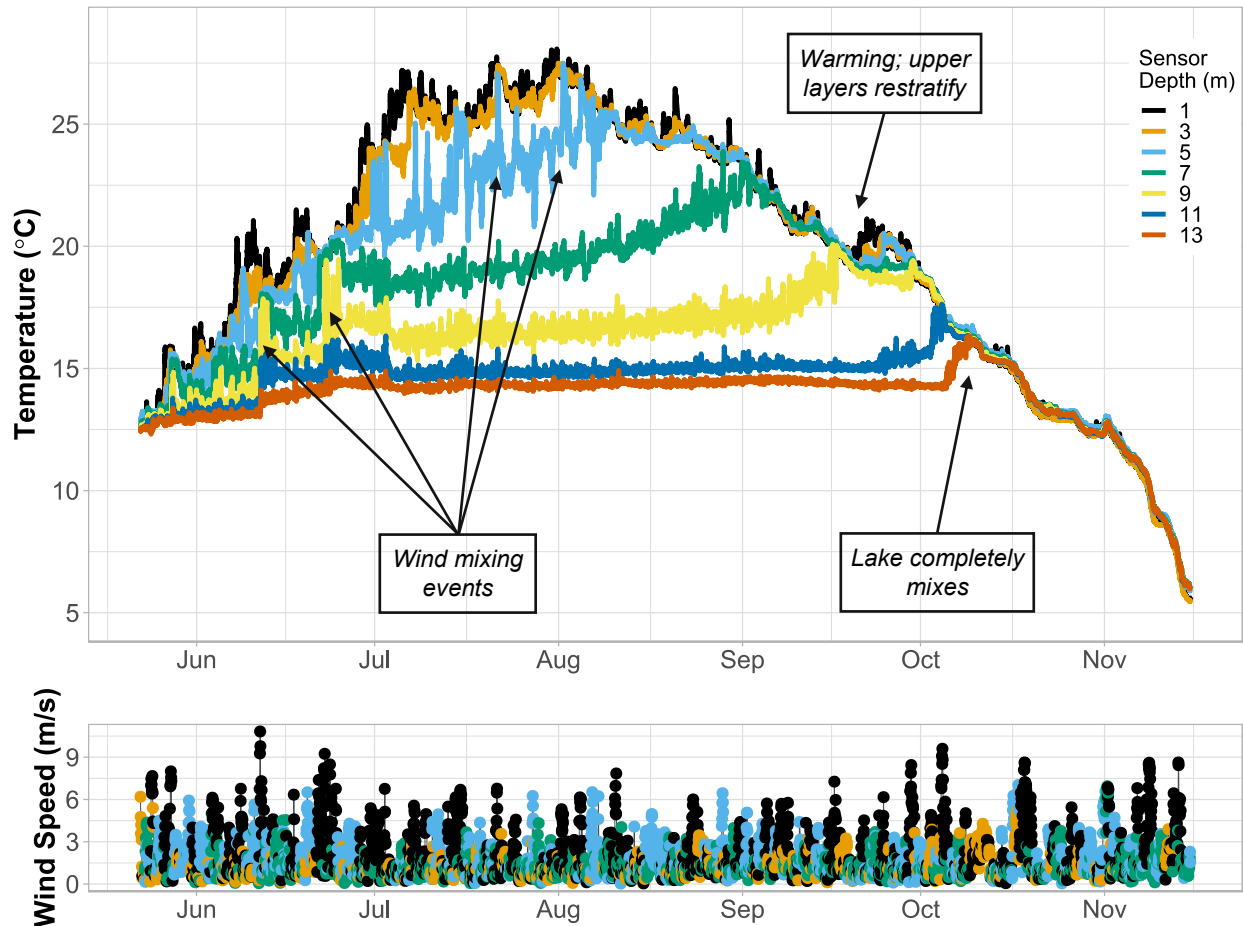 Temperature (°C)
25
20
15
10
5
Warming; upper
layers restratify
Sensor
Depth (m)
1
3
5
7
9
11
13
Wind mixing
events
Lake completely
mixes
Jun
Jul
Aug
Sep
Oct
Nov
Wind Speed (m/s)
9
6
3
0
Jun
Jul
Aug
Sep
Oct
Nov